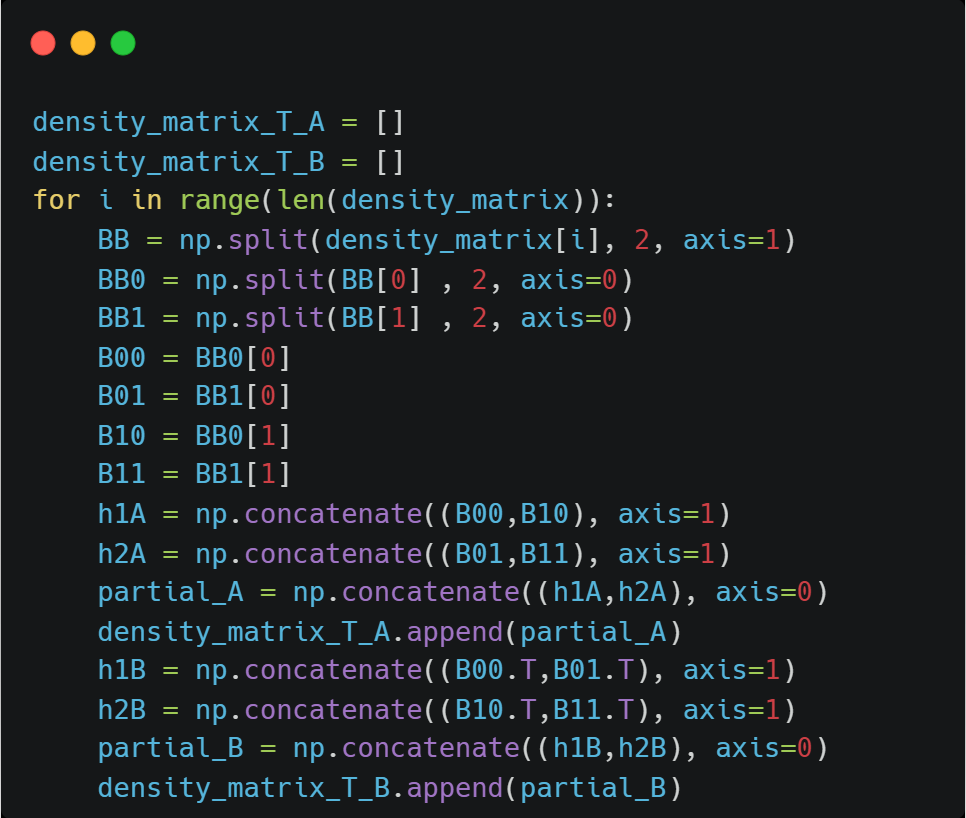 density_matrix_T_A = []
density_matrix_T_B = []
for i in range(len(density_matrix)):
    BB = np.split(density_matrix[i], 2, axis=1)
    BB0 = np.split(BB[0] , 2, axis=0)
    BB1 = np.split(BB[1] , 2, axis=0)
    B00 = BB0[0]
    B01 = BB1[0]
    B10 = BB0[1]
    B11 = BB1[1]
    h1A = np.concatenate((B00,B10), axis=1)
    h2A = np.concatenate((B01,B11), axis=1)
    partial_A = np.concatenate((h1A,h2A), axis=0)
    density_matrix_T_A.append(partial_A)
    h1B = np.concatenate((B00.T,B01.T), axis=1)
    h2B = np.concatenate((B10.T,B11.T), axis=1)
    partial_B = np.concatenate((h1B,h2B), axis=0)
    density_matrix_T_B.append(partial_B)